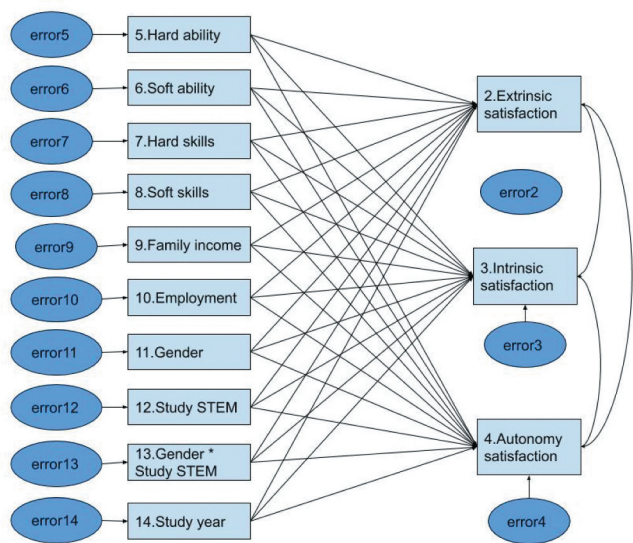 error5
5.Hard ability
error6
6.Soft ability
2.Extrinsic
satisfaction
error7
7.Hard skills
error8
8.Soft skills
error2
error9
9.Family income
3.Intrinsic
satisfaction
error10
10.Employment
error11
11.Gender
error3
error12
12.Study STEM
4.Autonomy
satisfaction
error13
13.Gender *
Study STEM
error14
14.Study year
error4